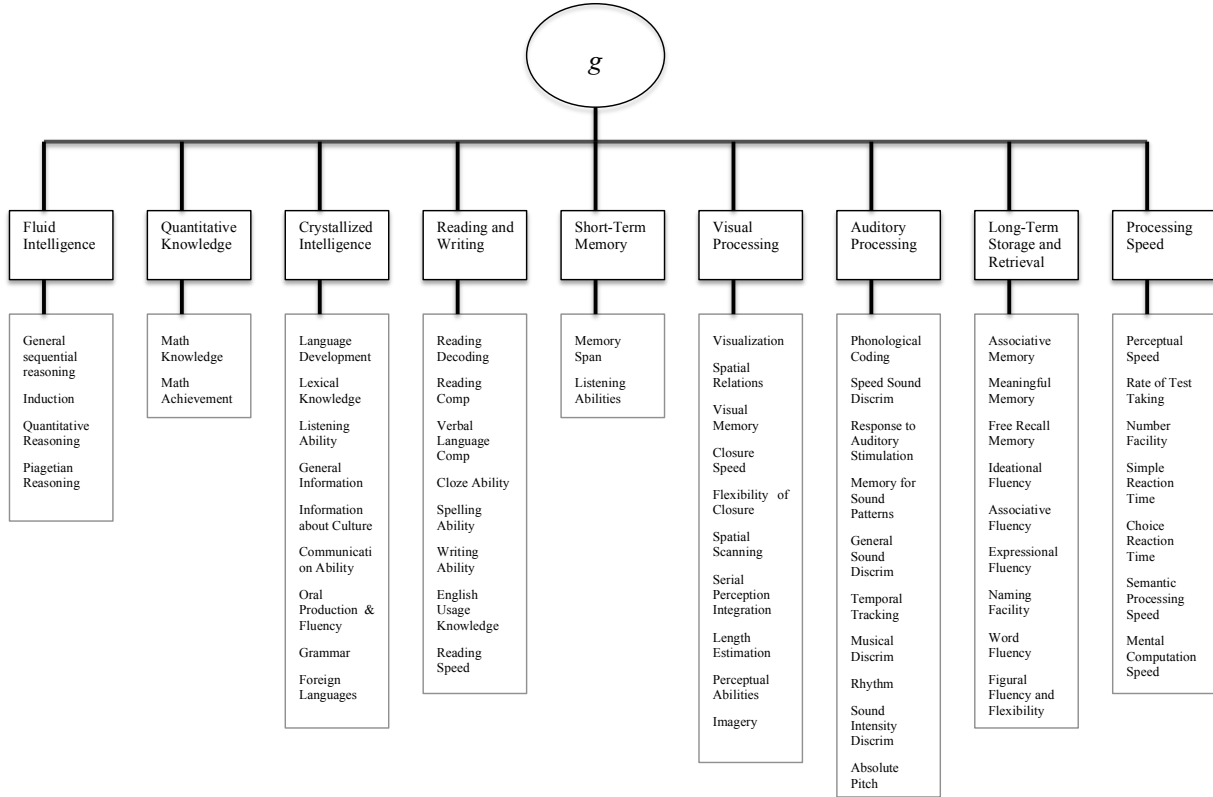 g
Fluid
Intelligence
Quantitative
Knowledge
Crystallized
Intelligence
Reading and
Writing
Short-Term
Memory
Visual
Processing
Auditory
Processing
Long-Term
Storage and
Retrieval
Processing
Speed
General
sequential
reasoning
Induction
Quantitative
Reasoning
Piagetian
Reasoning
Math
Knowledge
Math
Achievement
Language
Development
Lexical
Knowledge
Listening
Ability
General
Information
Information
about Culture
Communicati
on Ability
Oral
Production &
Fluency
Grammar
Foreign
Languages
Reading
Decoding
Reading
Comp
Verbal
Language
Comp
Cloze Ability
Spelling
Ability
Writing
Ability
English
Usage
Knowledge
Reading
Speed
Memory
Span
Listening
Abilities
Visualization
Spatial
Relations
Visual
Memory
Closure
Speed
Flexibility of
Closure
Spatial
Scanning
Serial
Perception
Integration
Length
Estimation
Perceptual
Abilities
Imagery
Phonological
Coding
Speed Sound
Discrim
Response to
Auditory
Stimulation
Memory for
Sound
Patterns
General
Sound
Discrim
Temporal
Tracking
Musical
Discrim
Rhythm
Sound
Intensity
Discrim
Absolute
Pitch
Associative
Memory
Meaningful
Memory
Free Recall
Memory
Ideational
Fluency
Associative
Fluency
Expressional
Fluency
Naming
Facility
Word
Fluency
Figural
Fluency and
Flexibility
Perceptual
Speed
Rate of Test
Taking
Number
Facility
Simple
Reaction
Time
Choice
Reaction
Time
Semantic
Processing
Speed
Mental
Computation
Speed